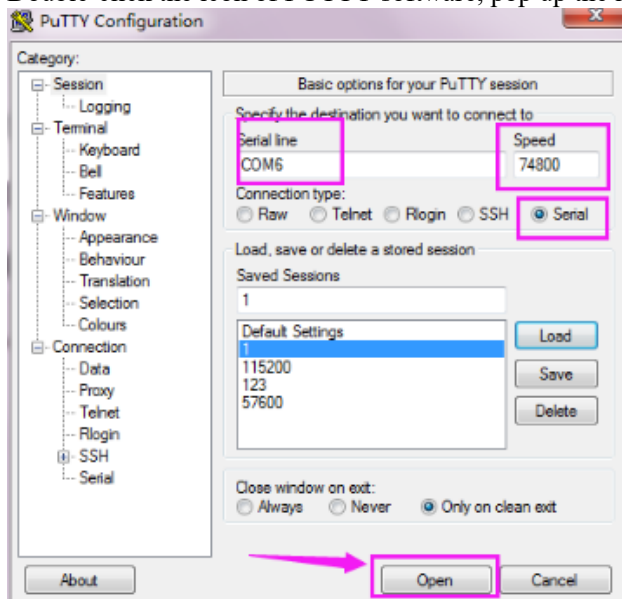 PuTTY Configuration
Category:
Session
Logging
Terminal
Keyboard
Bell
Features
Window
Appearance
Behaviour
Translation
Selection
Colours
Connection
Data
Proxy
Telnet
Rlogin
SSH
Serial
Basic options for your PuTTY session
Specify the destination you want to connect to
Serial line Speed
COM6 74800
Connection type:
Raw Telnet Rlogin SSH Serial
Load, save or delete a stored session
Saved Sessions
1
Default Settings
1
115200
123
57600
Load
Save
Delete
Close window on exit:
Always Never Only on clean exit
About Open Cancel